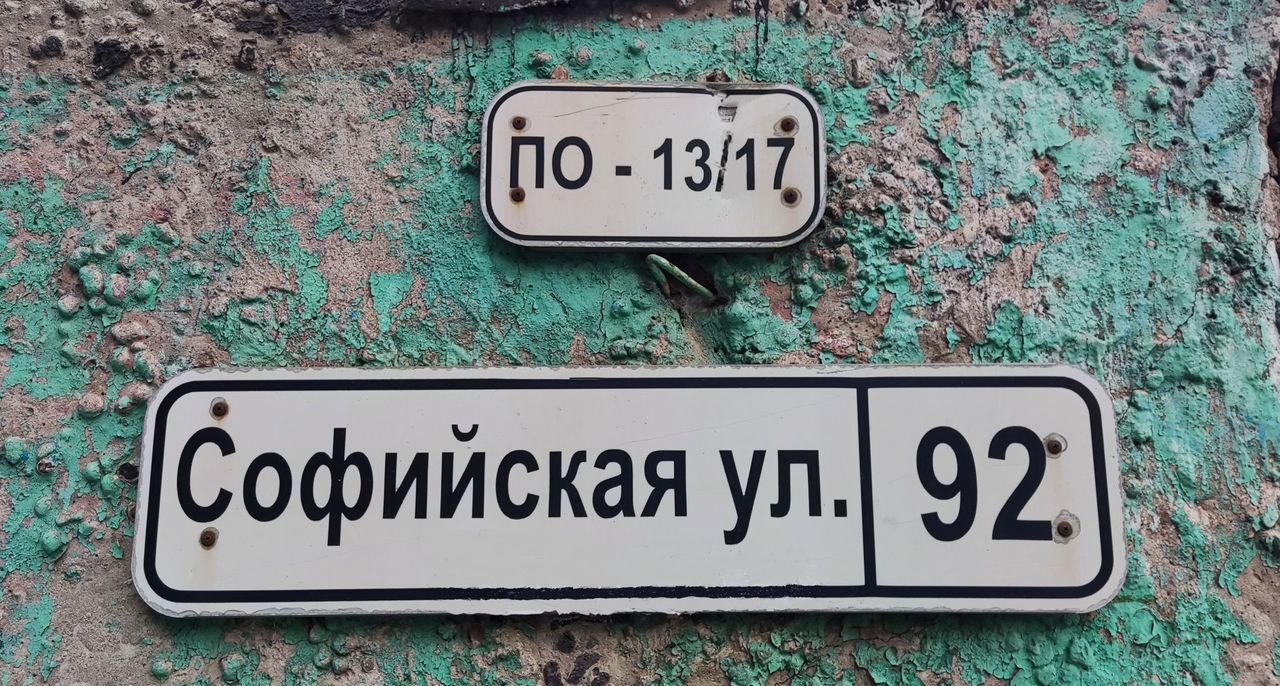 ПО - 13/17
Софийская ул. 92